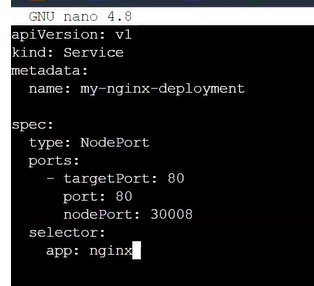 GNU nano 4.8
apiVersion: v1
kind: Service
metadata:
  name: my-nginx-deployment

spec:
  type: NodePort
  ports:
    - targetPort: 80
      port: 80
      nodePort: 30008
  selector:
    app: nginx